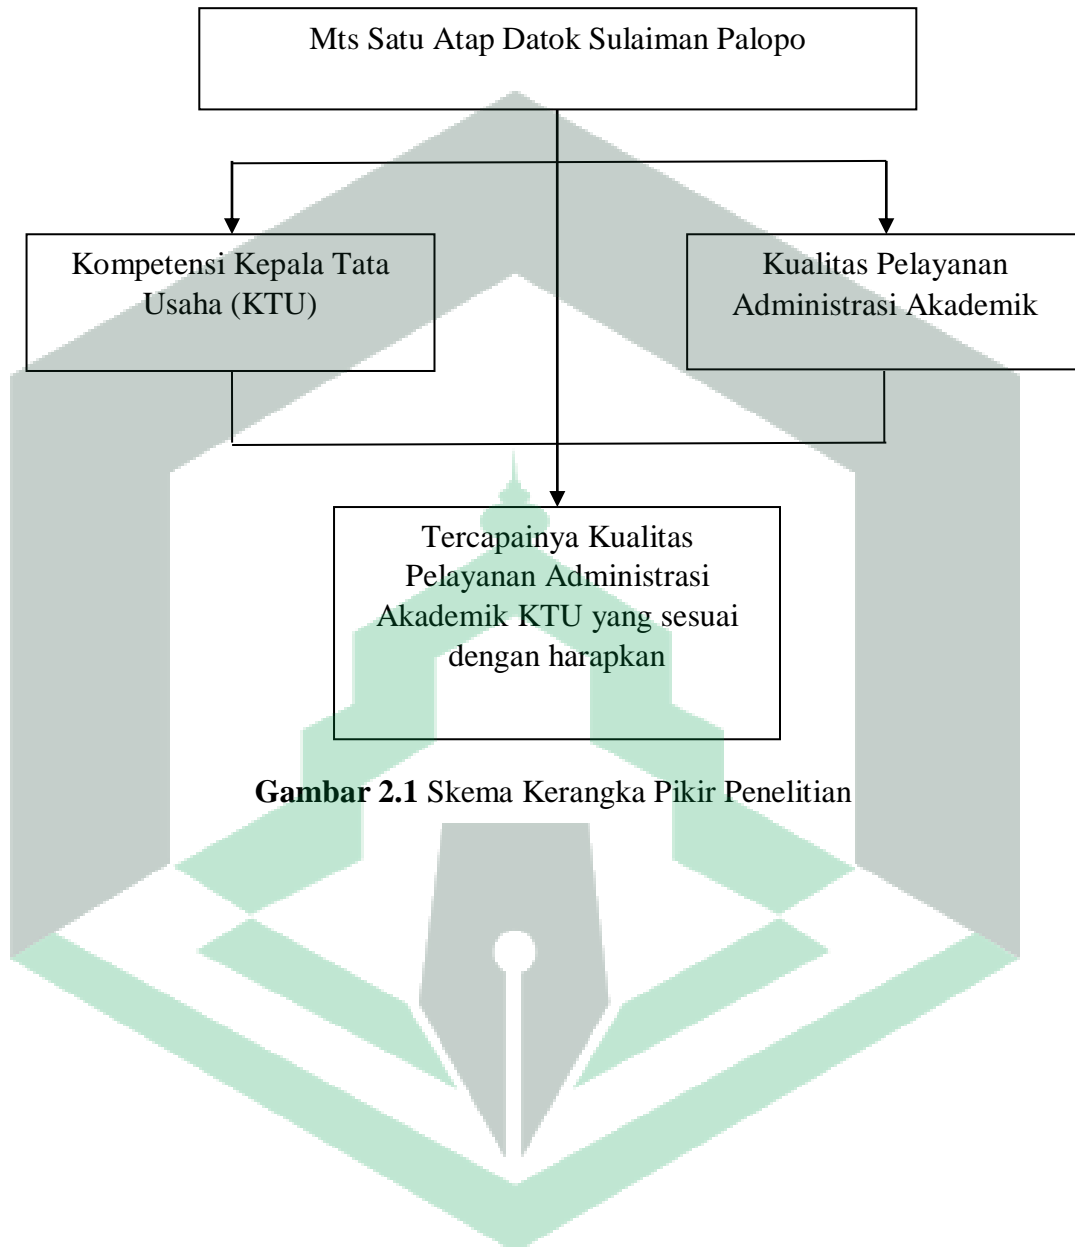 Mts Satu Atap Datok Sulaiman Palopo
Kompetensi Kepala Tata
Usaha (KTU)
Kualitas Pelayanan
Administrasi Akademik
Tercapainya Kualitas
Pelayanan Administrasi
Akademik KTU yang sesuai
dengan harapkan
Gambar 2.1 Skema Kerangka Pikir Penelitian